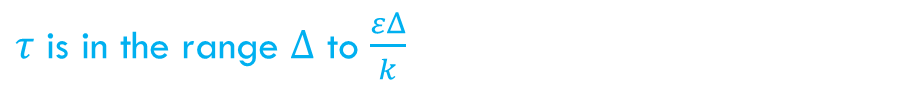 τ is in the range Δ to εΔ/k